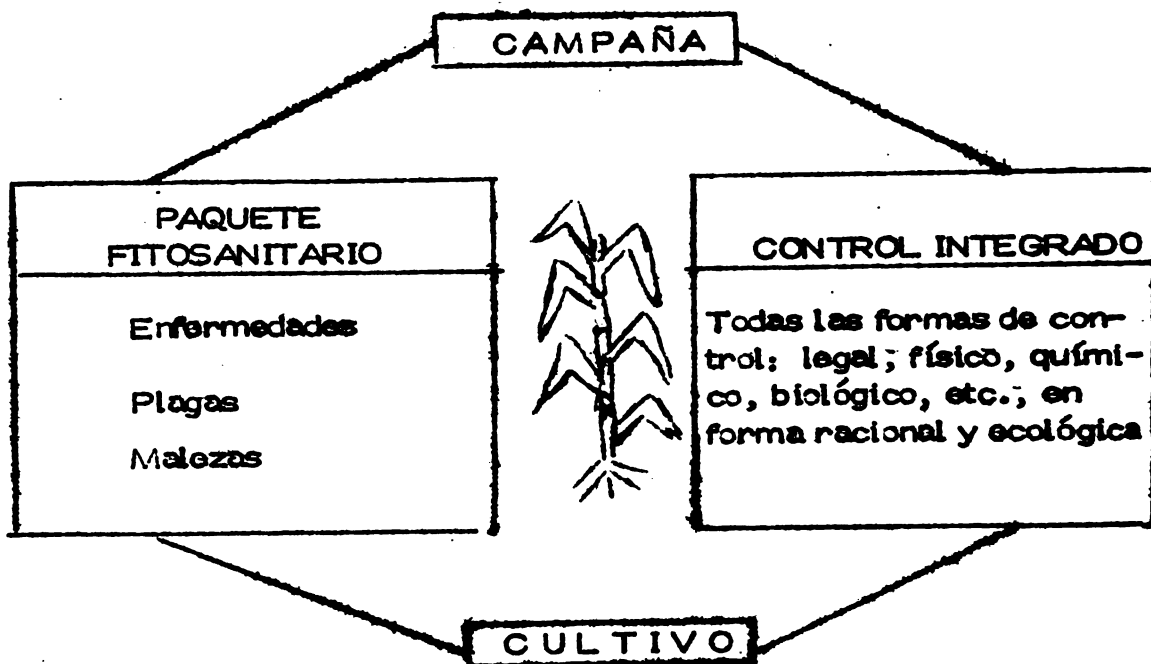 CAMPAÑA
PAQUETE
FITOSANITARIO
Enfermedades
Plagas
Malezas
CONTROL INTEGRADO
Todas las formas de con-
trol: legal, físico, quími-
co, biológico, etc., en
forma racional y ecológica
CULTIVO